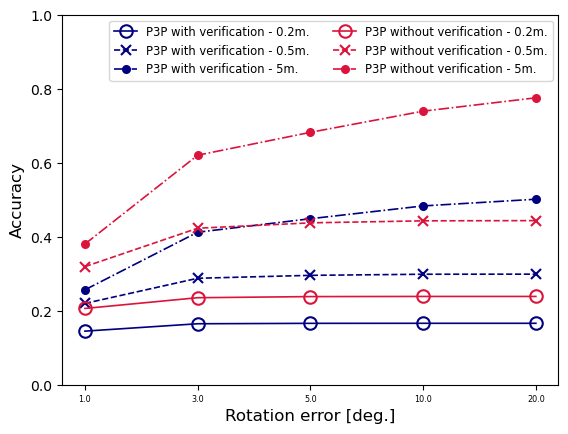 P3P with verification - 0.2m.
P3P with verification - 0.5m.
P3P with verification - 5m.
P3P without verification - 0.2m.
P3P without verification - 0.5m.
P3P without verification - 5m.
1.0
0.8
0.6
0.4
0.2
0.0
Accuracy
1.0 3.0 5.0 10.0 20.0
Rotation error [deg.]